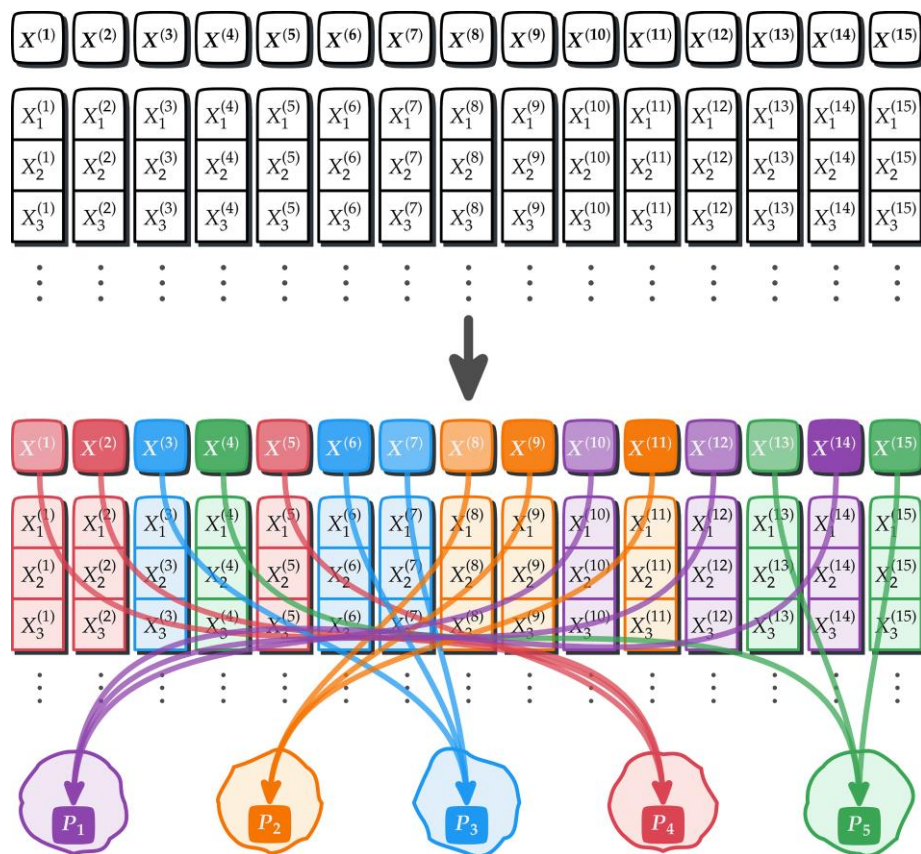 X^(1) X^(2) X^(3) X^(4) X^(5) X^(6) X^(7) X^(8) X^(9) X^(10) X^(11) X^(12) X^(13) X^(14) X^(15)
X_1^(1) X_1^(2) X_1^(3) X_1^(4) X_1^(5) X_1^(6) X_1^(7) X_1^(8) X_1^(9) X_1^(10) X_1^(11) X_1^(12) X_1^(13) X_1^(14) X_1^(15)
X_2^(1) X_2^(2) X_2^(3) X_2^(4) X_2^(5) X_2^(6) X_2^(7) X_2^(8) X_2^(9) X_2^(10) X_2^(11) X_2^(12) X_2^(13) X_2^(14) X_2^(15)
X_3^(1) X_3^(2) X_3^(3) X_3^(4) X_3^(5) X_3^(6) X_3^(7) X_3^(8) X_3^(9) X_3^(10) X_3^(11) X_3^(12) X_3^(13) X_3^(14) X_3^(15)
X^(1) X^(2) X^(3) X^(4) X^(5) X^(6) X^(7) X^(8) X^(9) X^(10) X^(11) X^(12) X^(13) X^(14) X^(15)
X_1^(1) X_1^(2) X_1^(3) X_1^(4) X_1^(5) X_1^(6) X_1^(7) X_1^(8) X_1^(9) X_1^(10) X_1^(11) X_1^(12) X_1^(13) X_1^(14) X_1^(15)
X_2^(1) X_2^(2) X_2^(3) X_2^(4) X_2^(5) X_2^(6) X_2^(7) X_2^(8) X_2^(9) X_2^(10) X_2^(11) X_2^(12) X_2^(13) X_2^(14) X_2^(15)
X_3^(1) X_3^(2) X_3^(3) X_3^(4) X_3^(5) X_3^(6) X_3^(7) X_3^(8) X_3^(9) X_3^(10) X_3^(11) X_3^(12) X_3^(13) X_3^(14) X_3^(15)
P_1 P_2 P_3 P_4 P_5